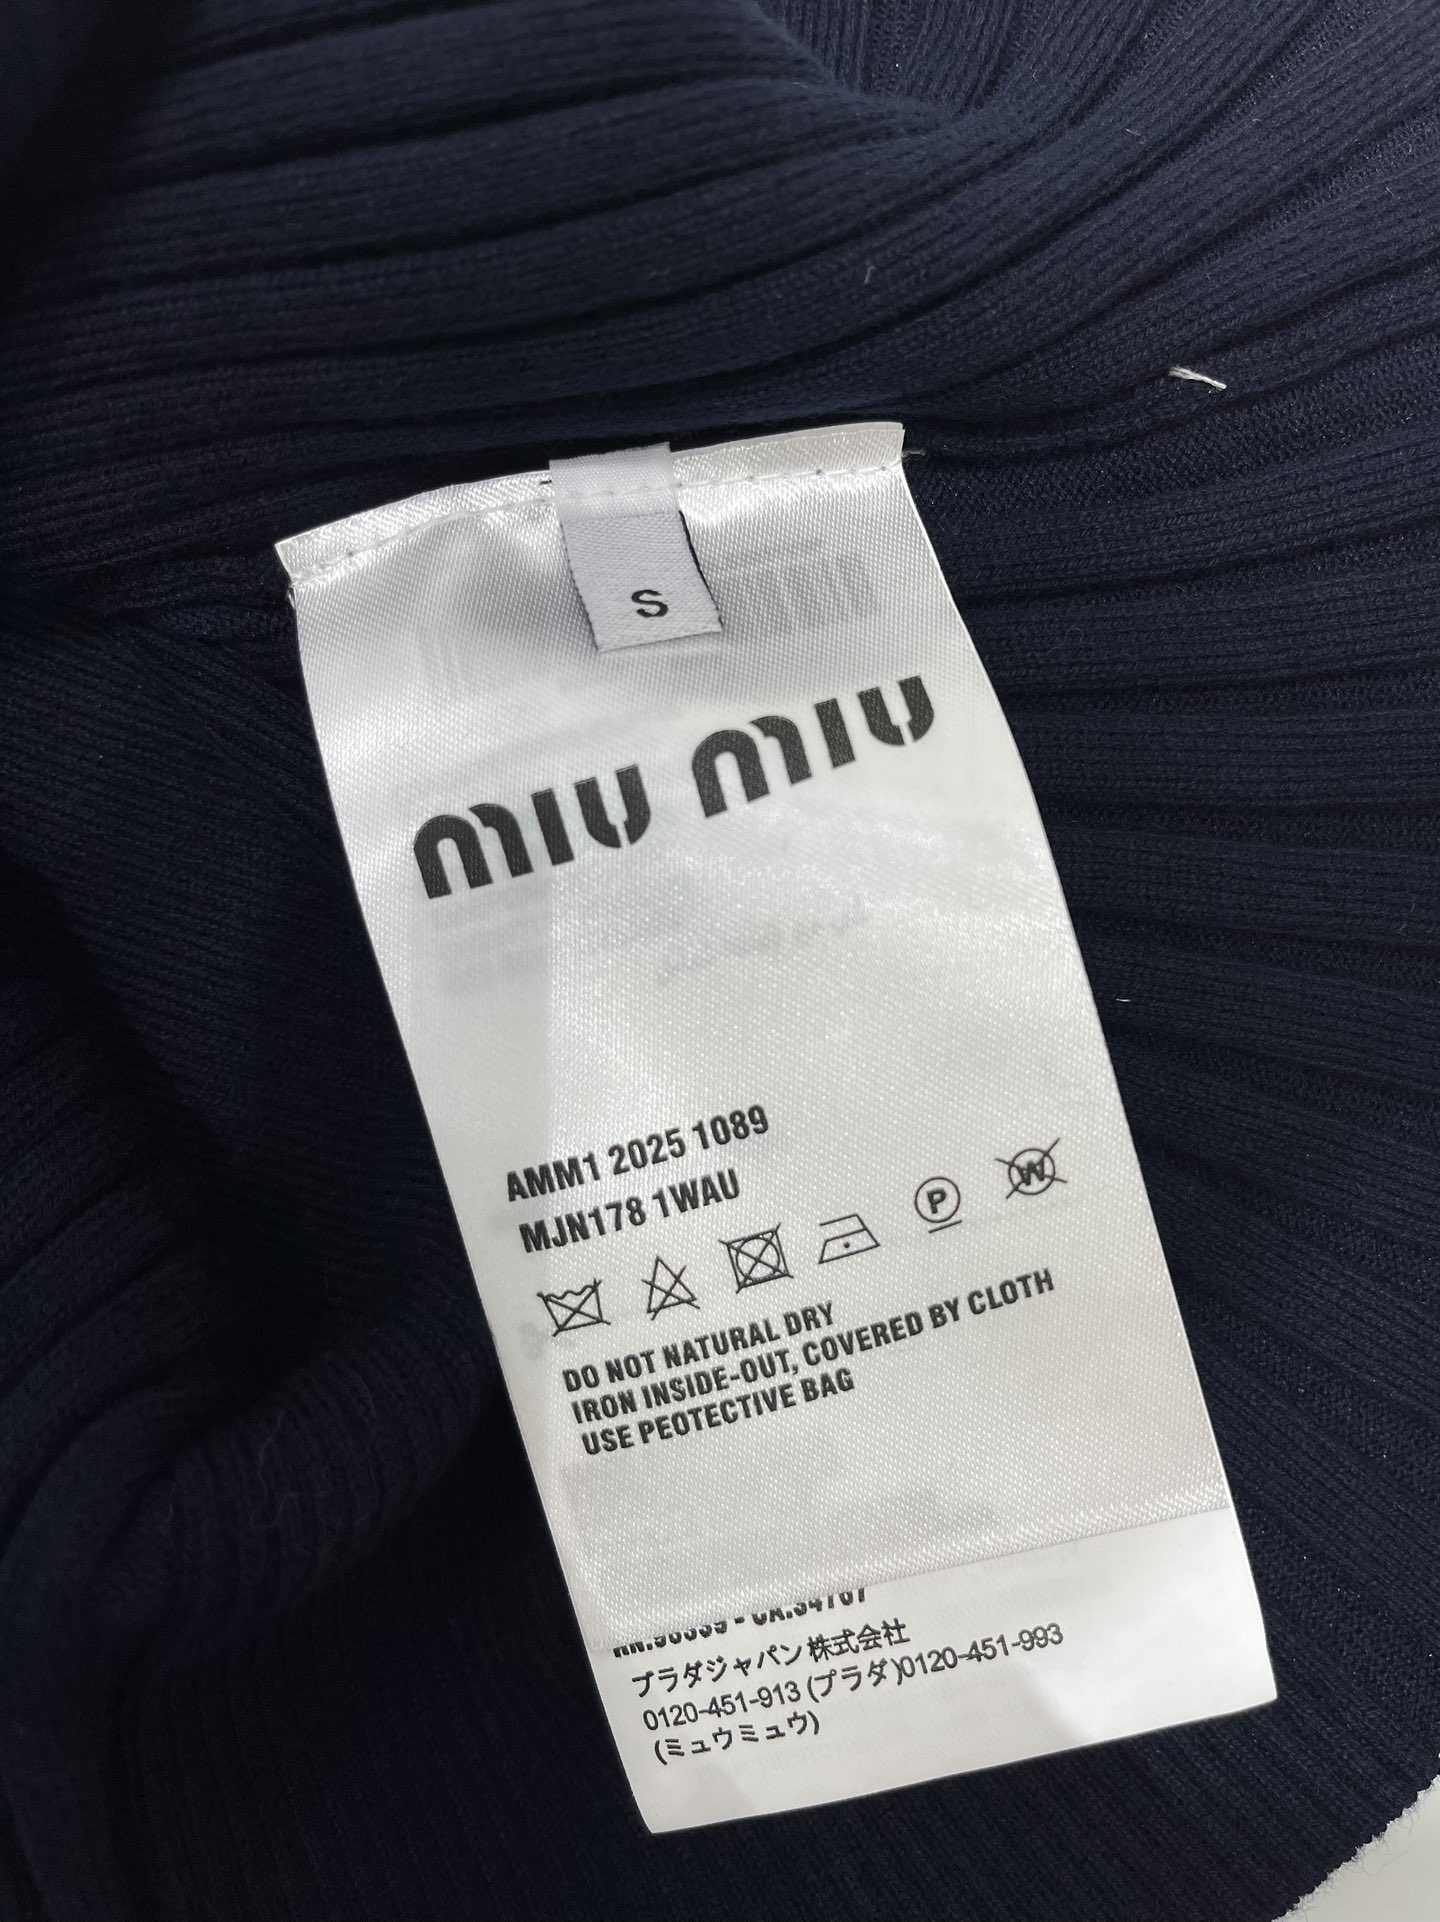 S
MIU MIU
AMM1 2025 1089
MJN178 1WAU
P
W
DO NOT NATURAL DRY
IRON INSIDE-OUT, COVERED BY CLOTH
USE PEOTECTIVE BAG
プラダジャパン 株式会社
0120-451-913 (プラダ)0120-451-993
(ミュウミュウ)